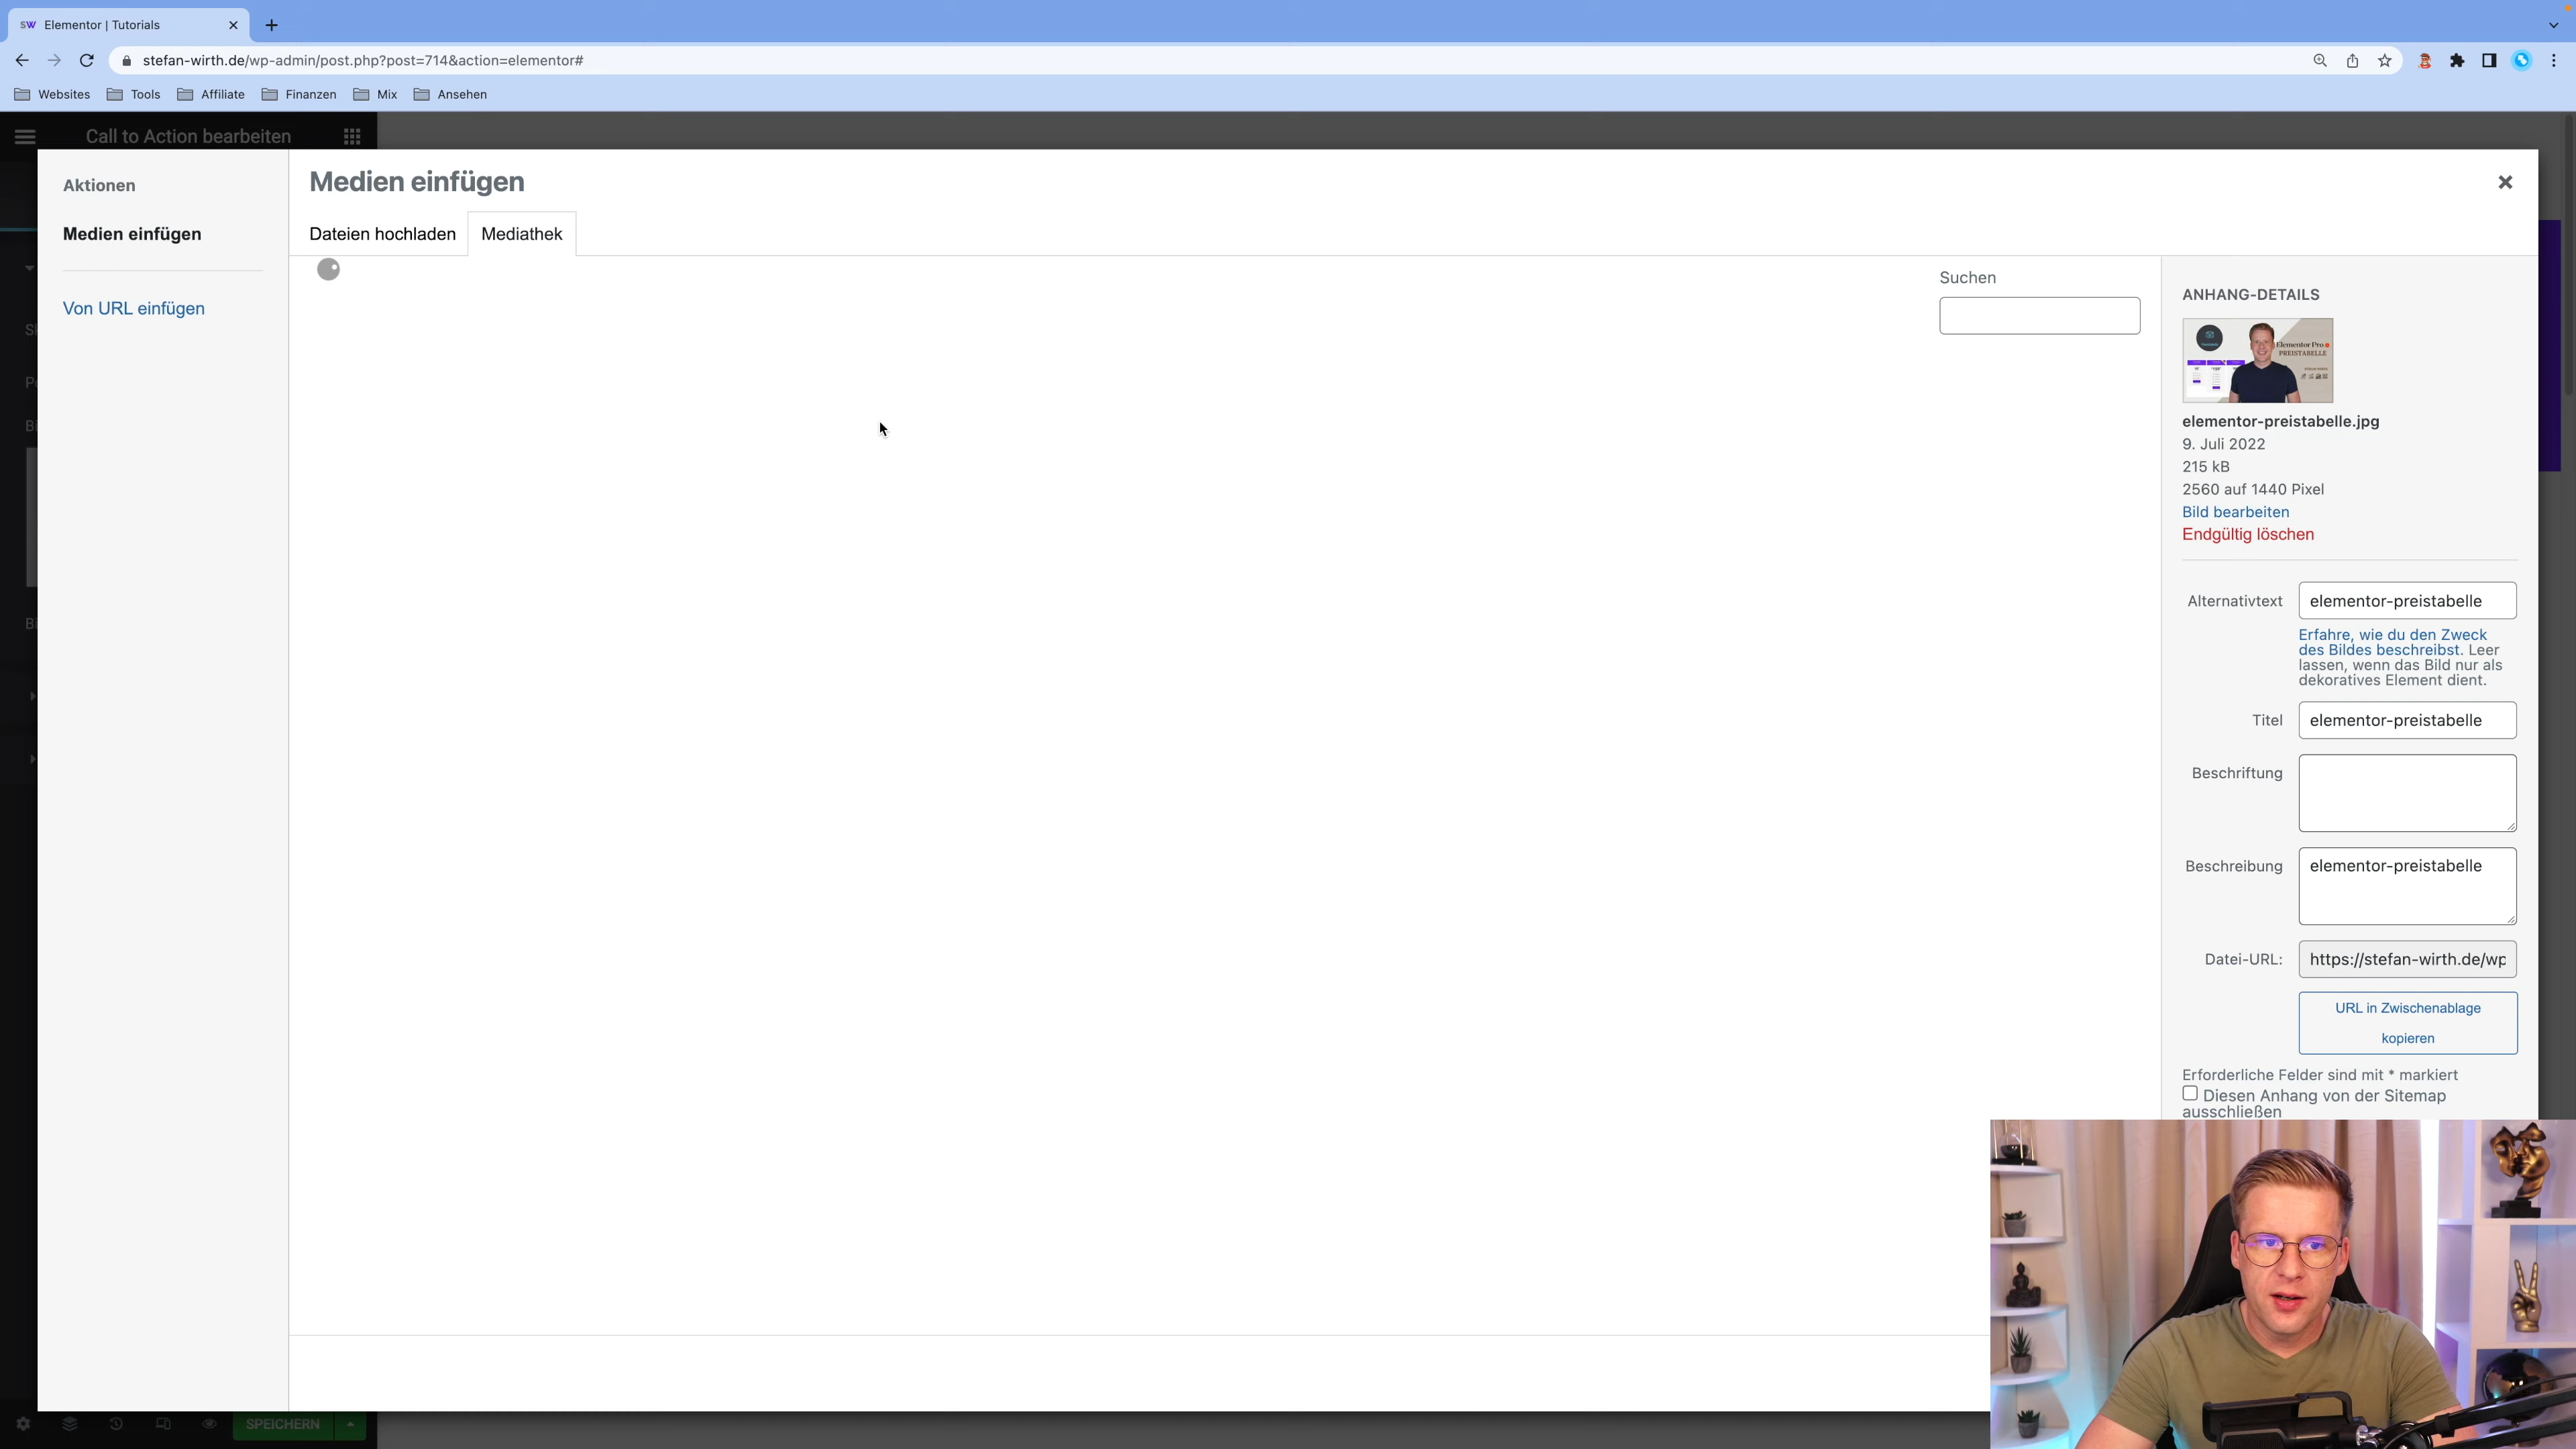 SW Elementor | Tutorials
stefan-wirth.de/wp-admin/post.php?post=714&action=elementor#
Websites Tools Affiliate Finanzen Mix Ansehen
Call to Action bearbeiten
Aktionen
Medien einfügen
Von URL einfügen
Medien einfügen
Dateien hochladen Mediathek
Suchen
ANHANG-DETAILS
Elementor Pro
PREISTABELLE
elementor-preistabelle.jpg
9. Juli 2022
215 kB
2560 auf 1440 Pixel
Bild bearbeiten
Endgültig löschen
Alternativtext elementor-preistabelle
Erfahre, wie du den Zweck
des Bildes beschreibst. Leer
lassen, wenn das Bild nur als
dekoratives Element dient.
Titel elementor-preistabelle
Beschriftung
Beschreibung elementor-preistabelle
Datei-URL: https://stefan-wirth.de/wp
URL in Zwischenablage
kopieren
Erforderliche Felder sind mit * markiert
Diesen Anhang von der Sitemap
ausschließen
SPEICHERN